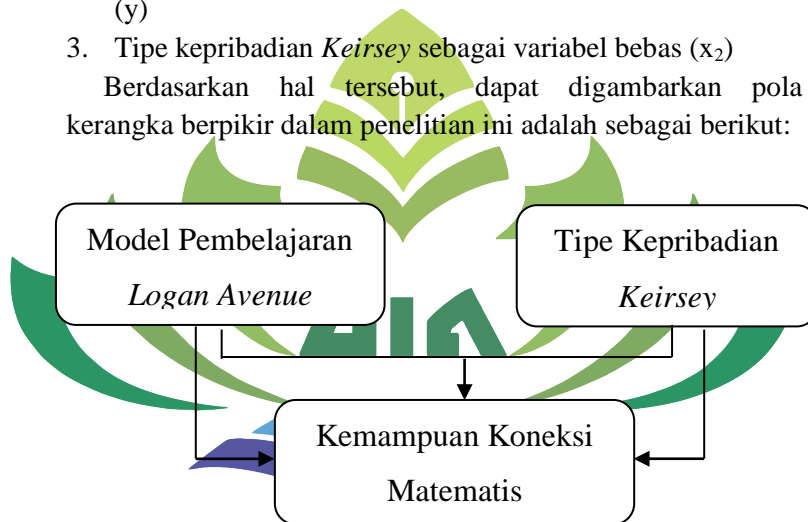 (y)
3. Tipe kepribadian Keirsey sebagai variabel bebas (x₂)
Berdasarkan hal tersebut, dapat digambarkan pola
kerangka berpikir dalam penelitian ini adalah sebagai berikut:
Model Pembelajaran
Logan Avenue
Tipe Kepribadian
Keirsey
Kemampuan Koneksi
Matematis